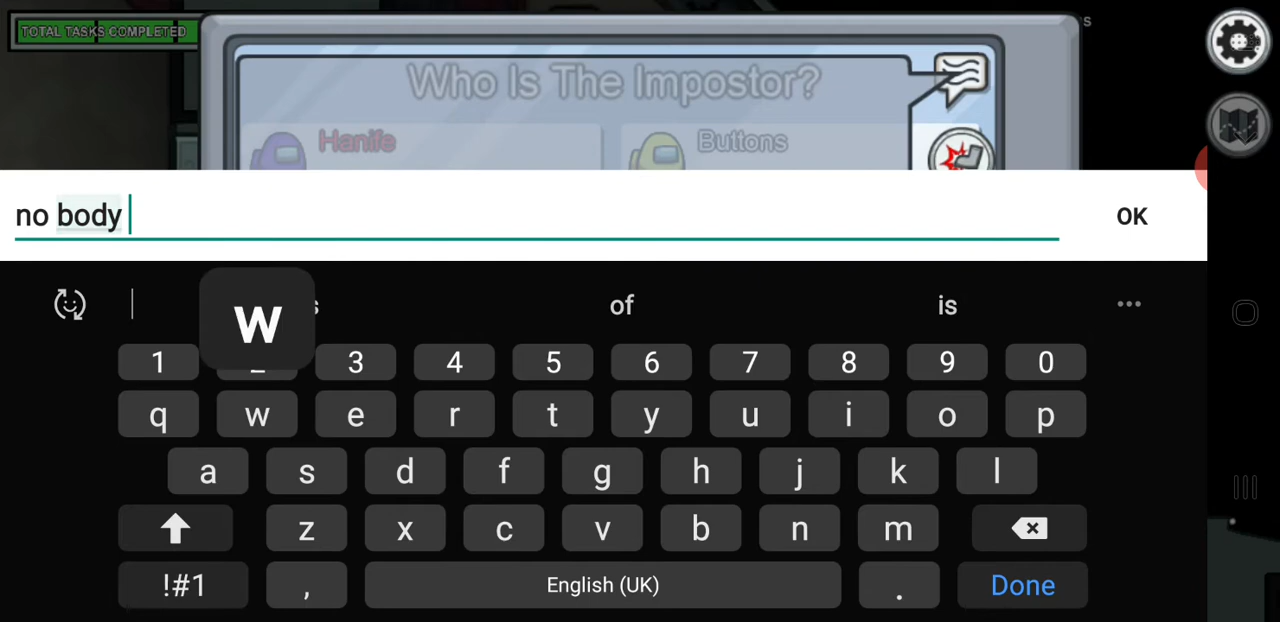 TOTAL TASKS COMPLETED
s
Who Is The Impostor?
Hanife
Buttons
no body
OK
W
s
of
is
1 2 3 4 5 6 7 8 9 0
q w e r t y u i o p
a s d f g h j k l
z x c v b n m
!#1 , English (UK) . Done